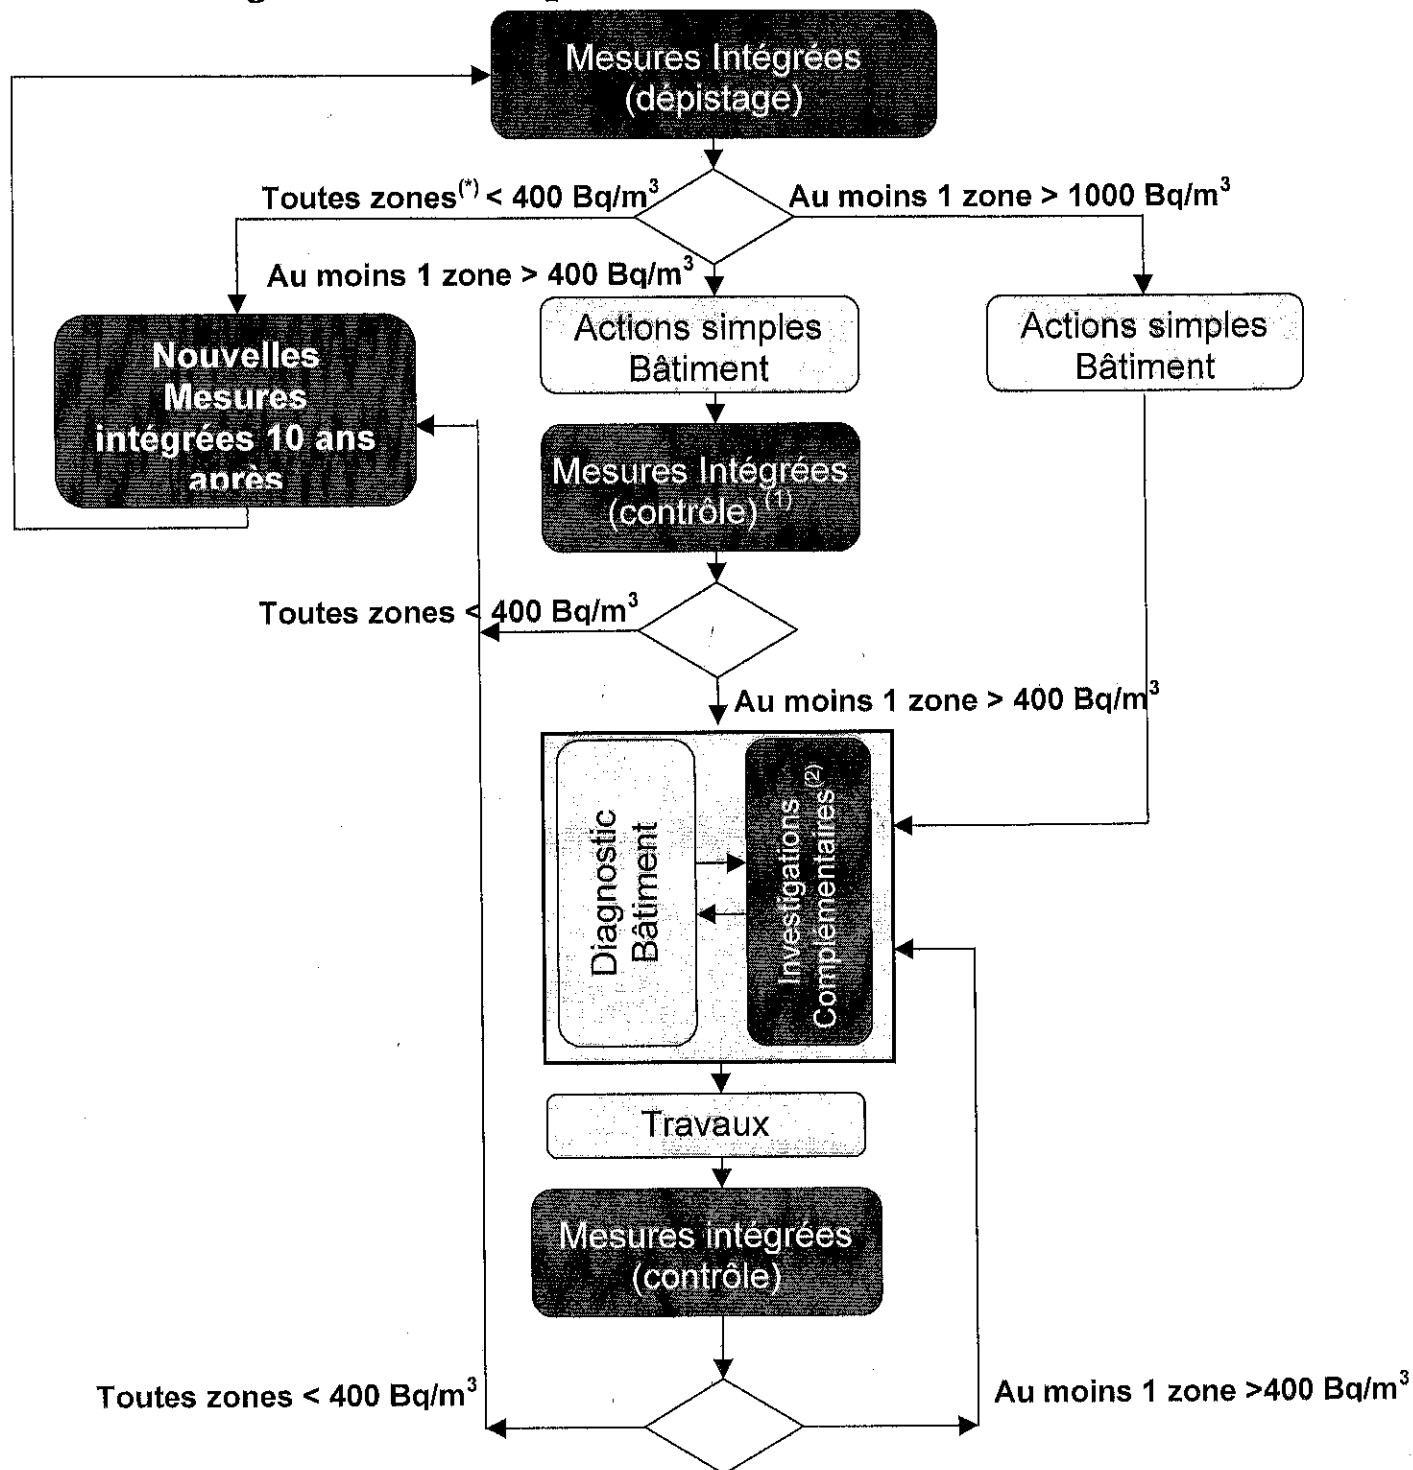 Mesures Intégrées
(dépistage)
Toutes zones(*) < 400 Bq/m³
Au moins 1 zone > 1000 Bq/m³
Au moins 1 zone > 400 Bq/m³
Actions simples
Bâtiment
Actions simples
Bâtiment
Nouvelles
Mesures
intégrées 10 ans
après
Mesures Intégrées
(contrôle)(1)
Toutes zones < 400 Bq/m³
Au moins 1 zone > 400 Bq/m³
Diagnostic
Bâtiment
Investigations
Complémentaires(2)
Travaux
Mesures intégrées
(contrôle)
Toutes zones < 400 Bq/m³
Au moins 1 zone >400 Bq/m³